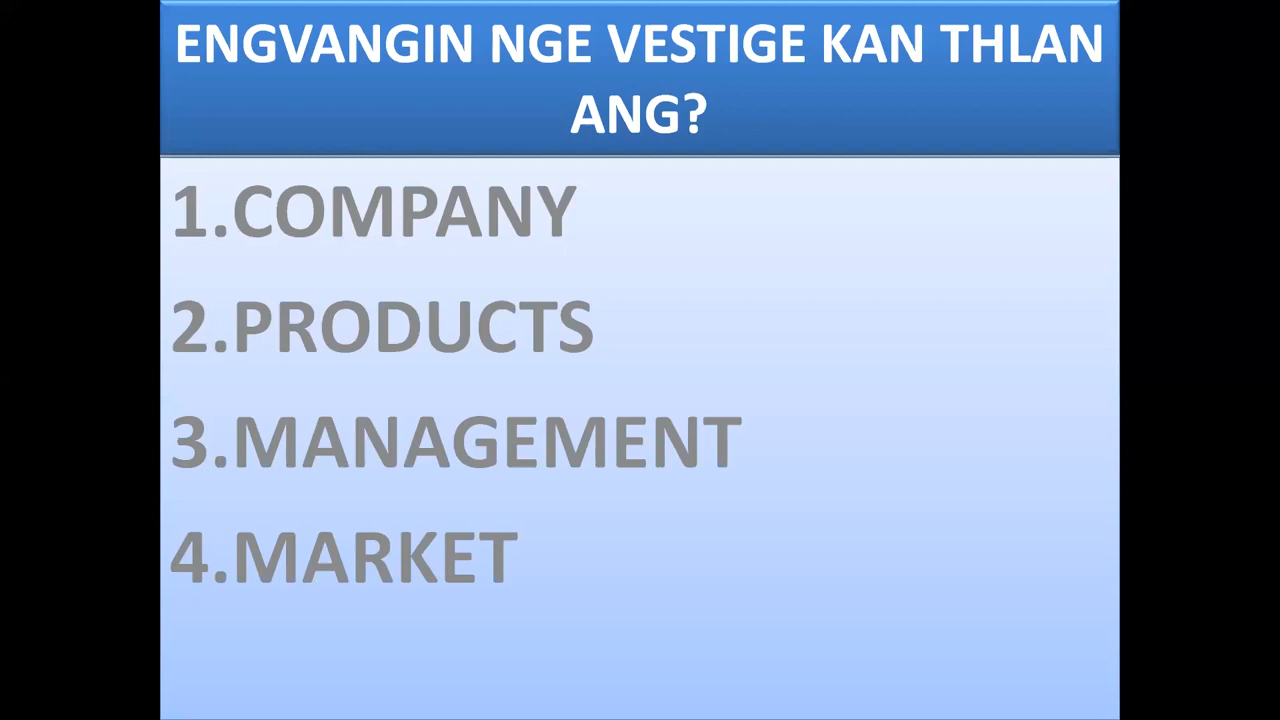 ENGVANGIN NGE VESTIGE KAN THLAN
ANG?
1.COMPANY
2.PRODUCTS
3.MANAGEMENT
4.MARKET